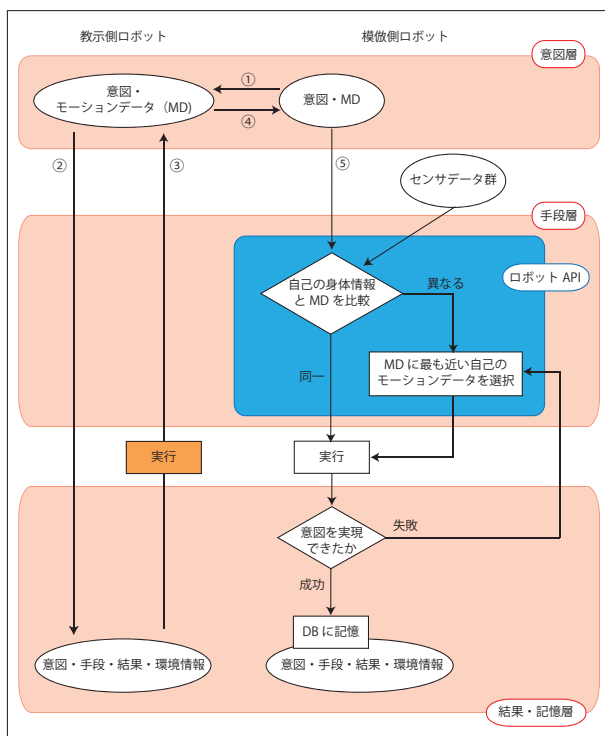 教示側ロボット
模倣側ロボット
意図層
意図・
モーションデータ（MD)
①
④
意図・MD
②
③
⑤
センサデータ群
手段層
ロボット API
自己の身体情報
と MD を比較
異なる
同一
MD に最も近い自己の
モーションデータを選択
実行
実行
意図を実現
できたか
失敗
成功
DB に記憶
意図・手段・結果・環境情報
意図・手段・結果・環境情報
結果・記憶層